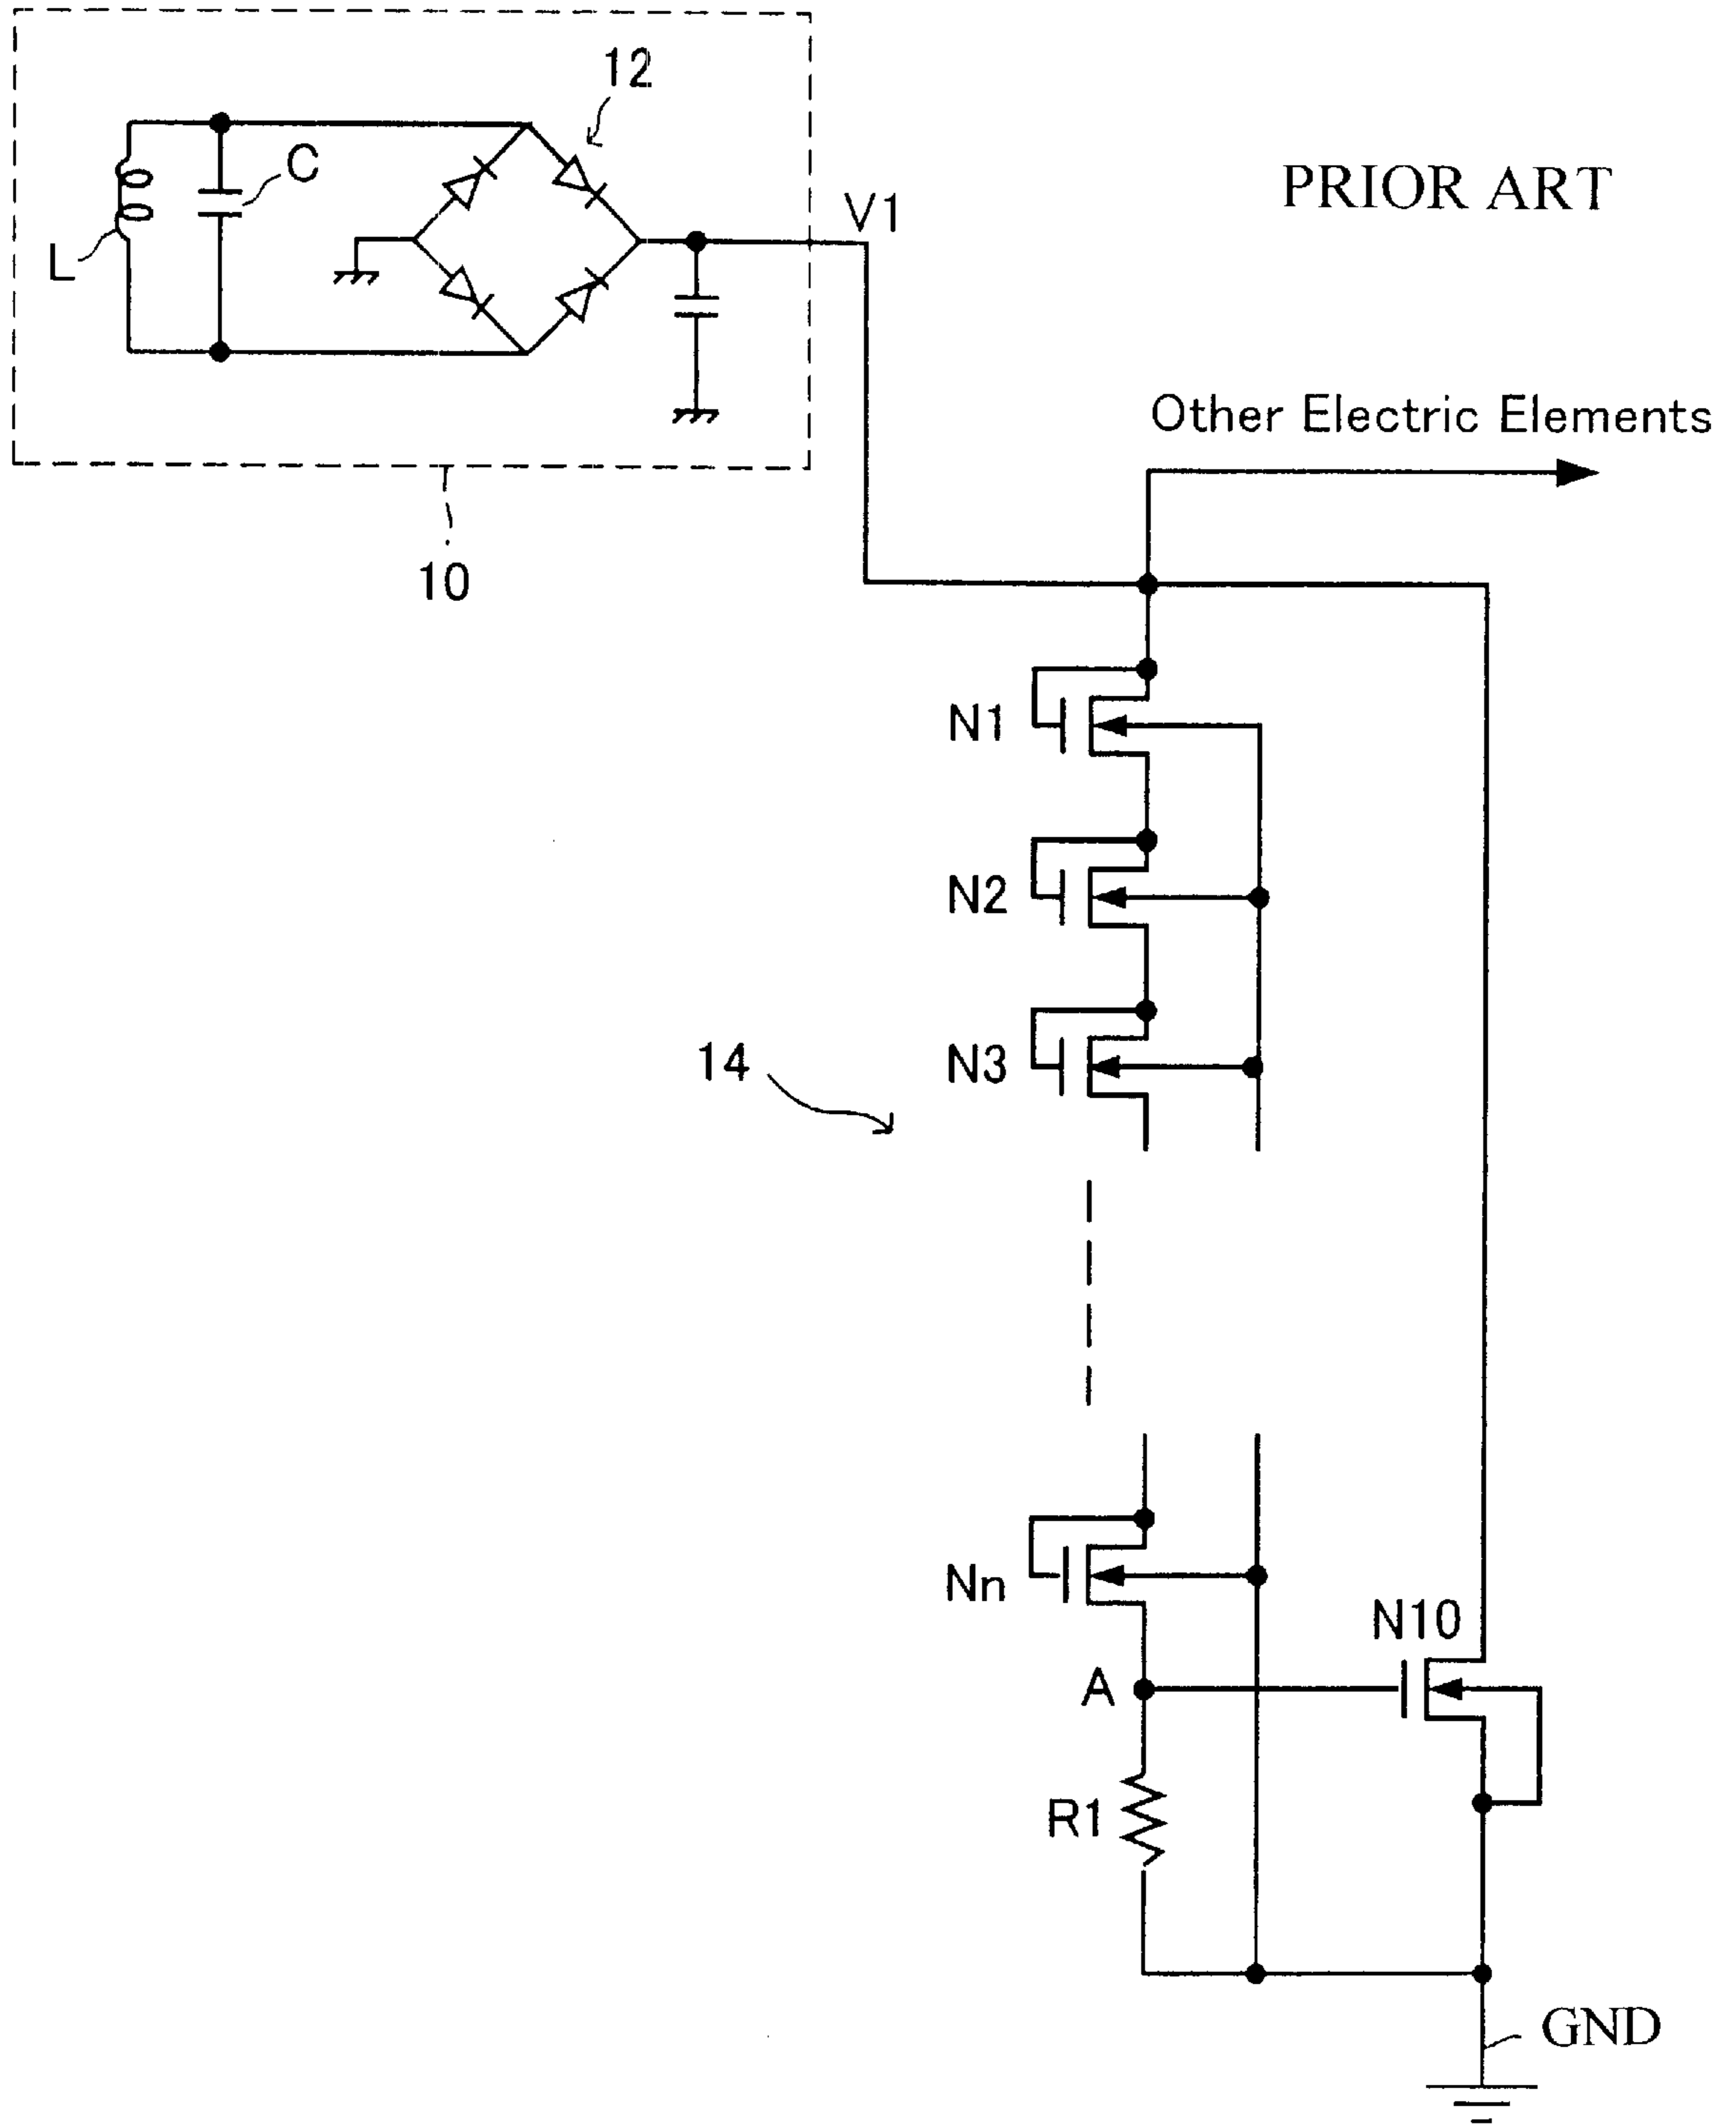 12
C
PRIOR ART
V1
L
Other Electric Elements
10
N1
N2
14
N3
Nn
N10
A
R1
GND